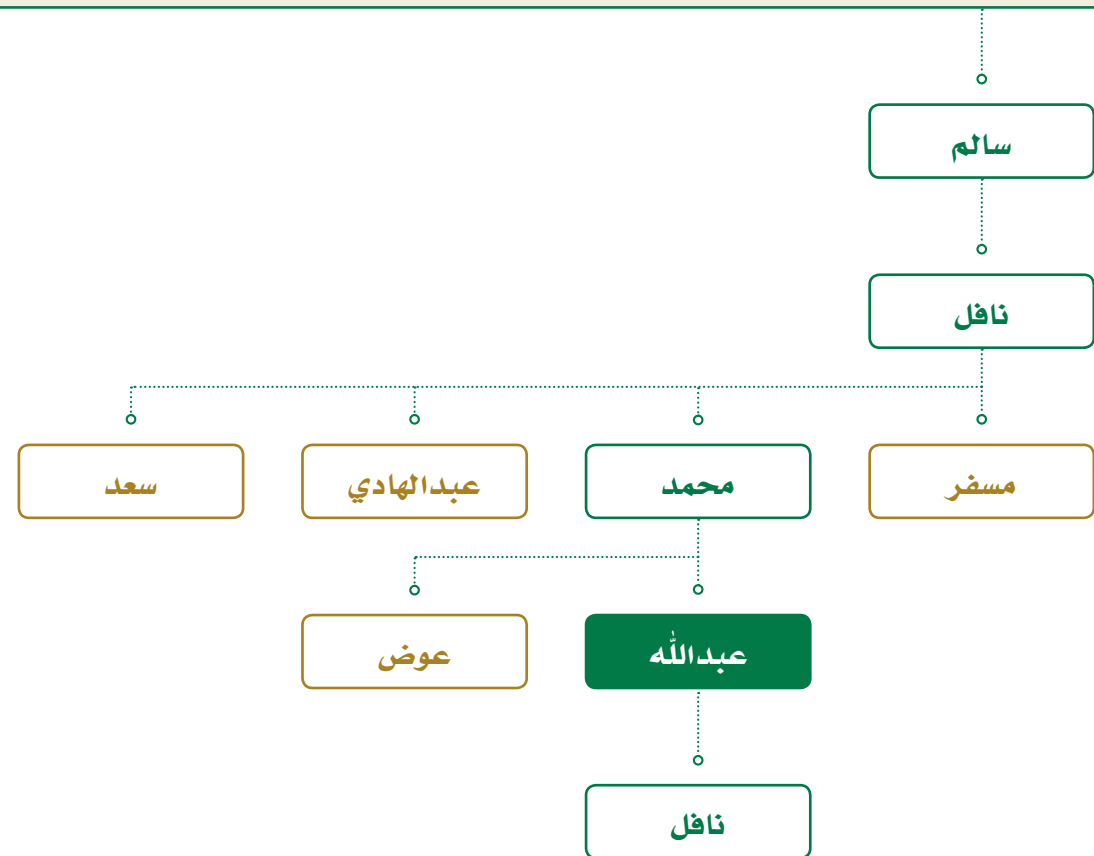 سالم
نافل
مسفر
محمد
عبدالهادي
سعد
عبدالله
عوض
نافل